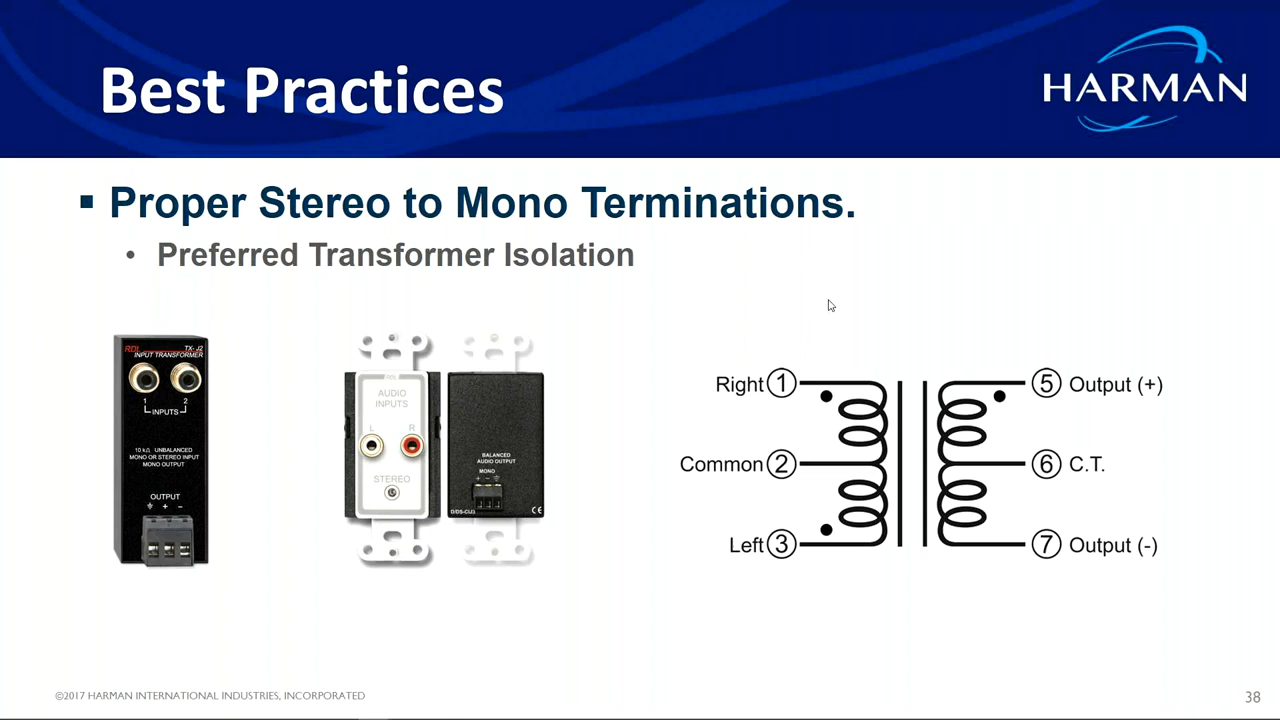 Best Practices
HARMAN
▪ Proper Stereo to Mono Terminations.
• Preferred Transformer Isolation
RDL TX-J2
INPUT TRANSFORMER
1 2
INPUTS
10 kΩ UNBALANCED
MONO OR STEREO INPUT
MONO OUTPUT
OUTPUT
+ -
AUDIO
INPUTS
L R
STEREO
BALANCED
AUDIO OUTPUT
MONO
+ -
CE
Right 1
Common 2
Left 3
5 Output (+)
6 C.T.
7 Output (-)
©2017 HARMAN INTERNATIONAL INDUSTRIES, INCORPORATED
38